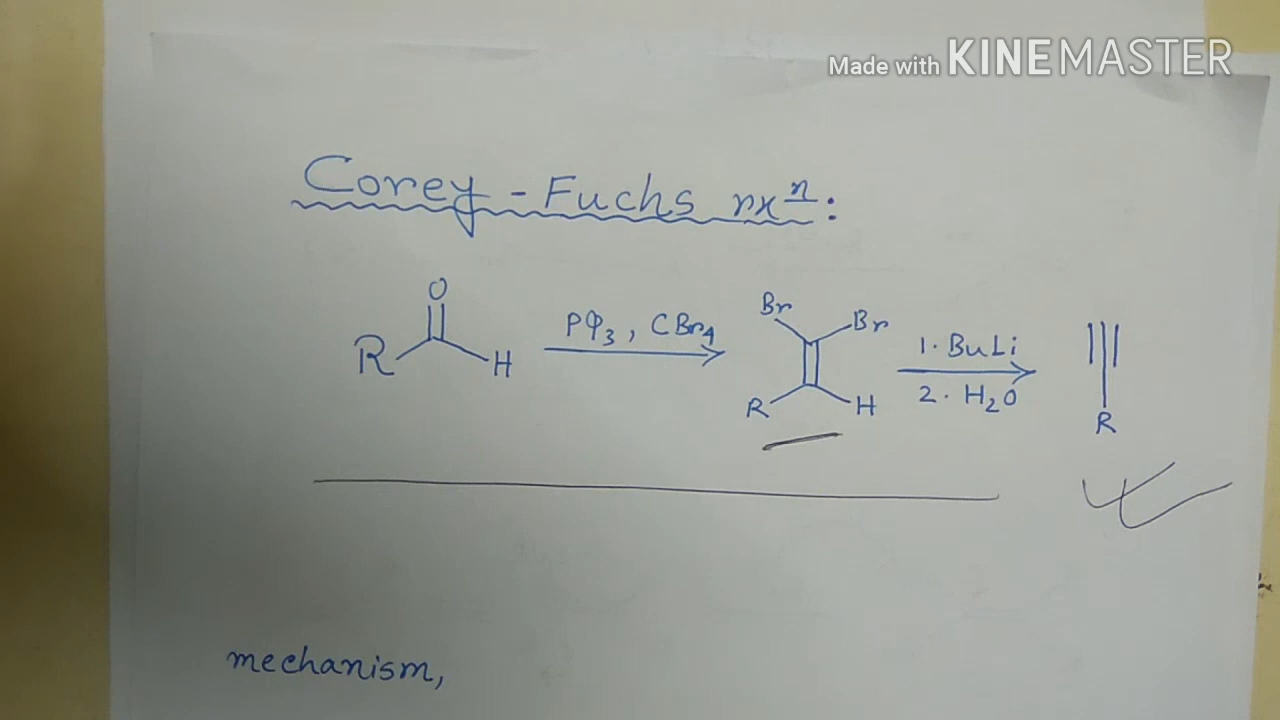 Made with KINEMASTER
Corey-Fuchs rxⁿ:
O
R H
PΦ₃, CBr₄
Br Br
R H
1. BuLi
2. H₂O
R
mechanism,